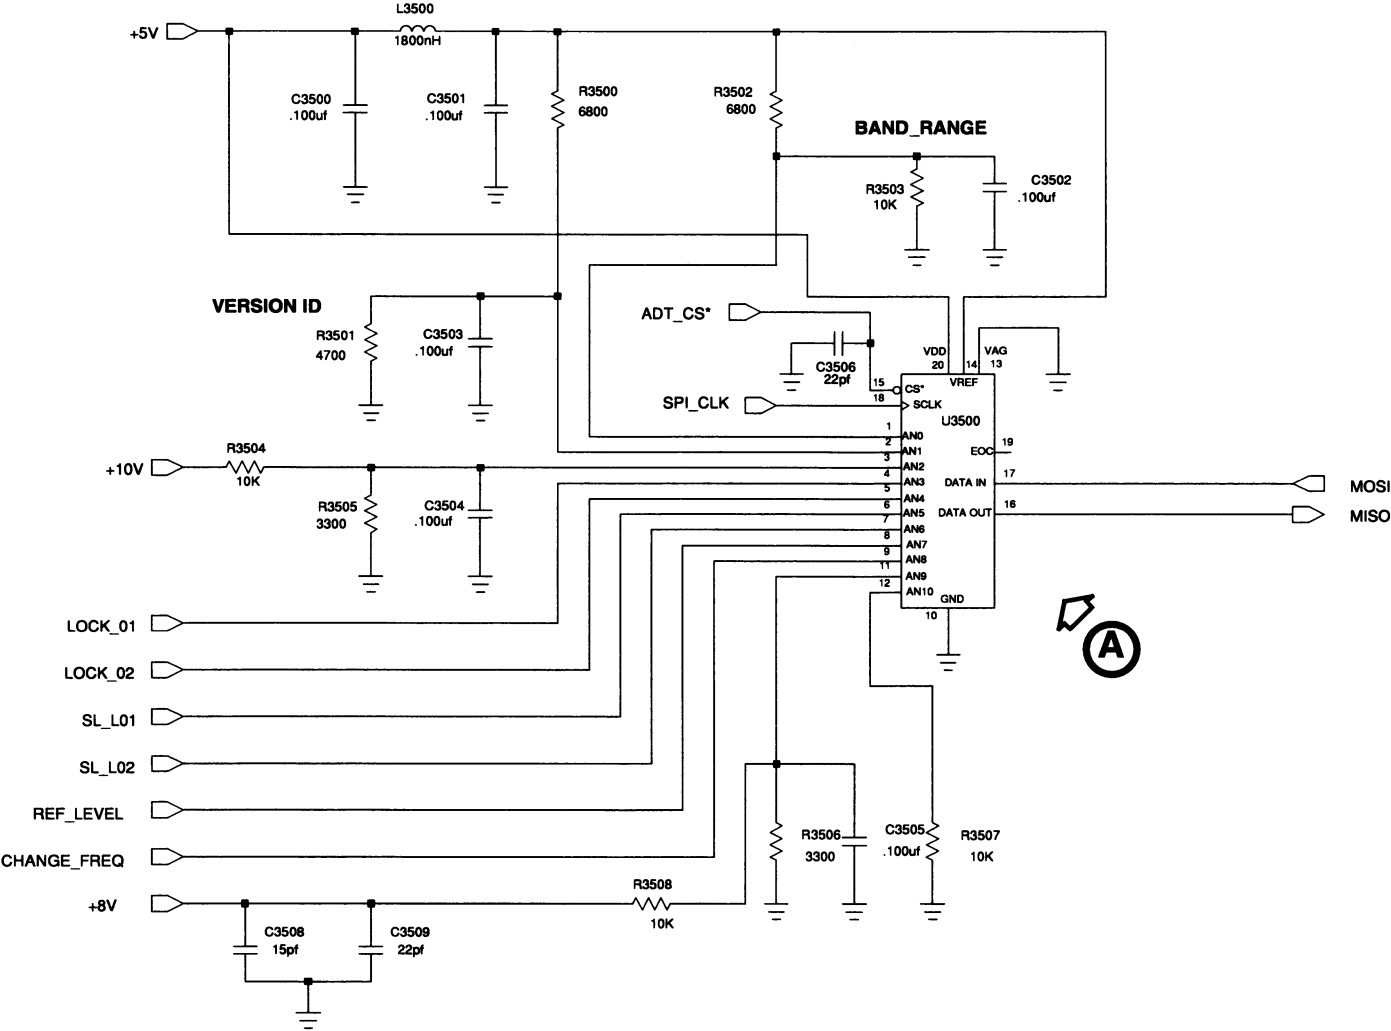 L3500
+5V
1800nH
C3500
.100uf
C3501
.100uf
R3500
6800
R3502
6800
BAND_RANGE
R3503
10K
C3502
.100uf
VERSION ID
R3501
4700
C3503
.100uf
ADT_CS*
C3506
22pf
VDD
20
14
VAG
13
VREF
15
CS*
SPI_CLK
18
SCLK
U3500
1
AN0
2
AN1
3
AN2
4
AN3
5
AN4
6
AN5
7
AN6
8
AN7
9
AN8
11
AN9
12
AN10
EOC
19
DATA IN
17
MOSI
DATA OUT
16
MISO
GND
10
A
+10V
R3504
10K
R3505
3300
C3504
.100uf
LOCK_01
LOCK_02
SL_L01
SL_L02
REF_LEVEL
CHANGE_FREQ
+8V
R3506
3300
C3505
.100uf
R3507
10K
R3508
10K
C3508
15pf
C3509
22pf